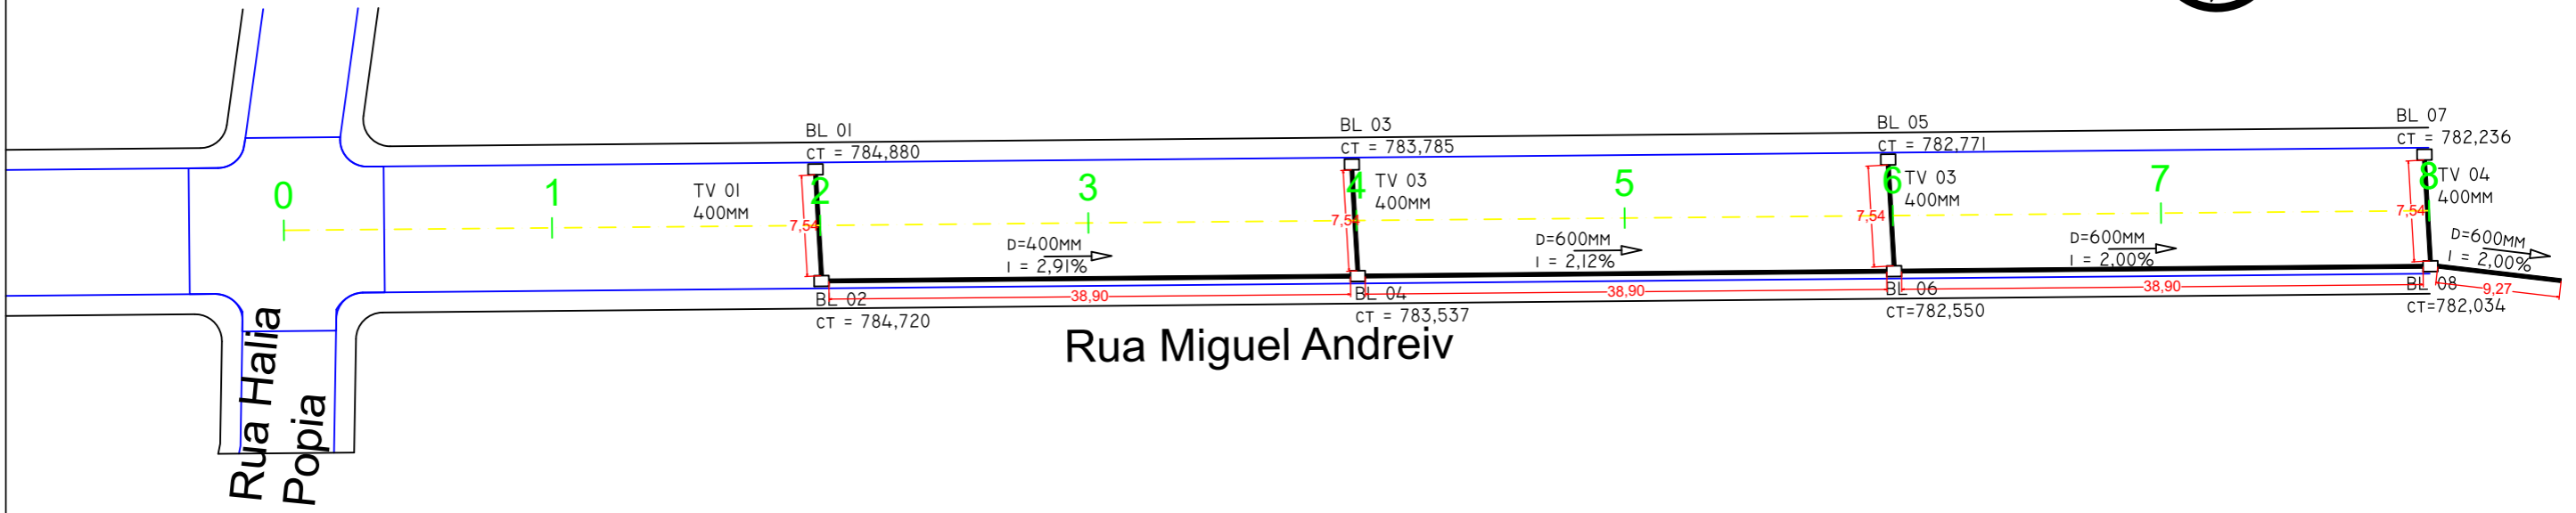 BL 01
CT = 784,880
BL 03
CT = 783,785
BL 05
CT = 782,771
BL 07
CT = 782,236
0
1
2
3
4
5
6
7
8
TV 01
400MM
TV 03
400MM
TV 03
400MM
TV 04
400MM
7,54
7,54
7,54
7,54
D=400MM
I = 2,91%
D=600MM
I = 2,12%
D=600MM
I = 2,00%
D=600MM
I = 2,00%
38,90
38,90
38,90
9,27
BL 02
CT = 784,720
BL 04
CT = 783,537
BL 06
CT=782,550
BL 08
CT=782,034
Rua Miguel Andreiv
Rua Halia
Popia